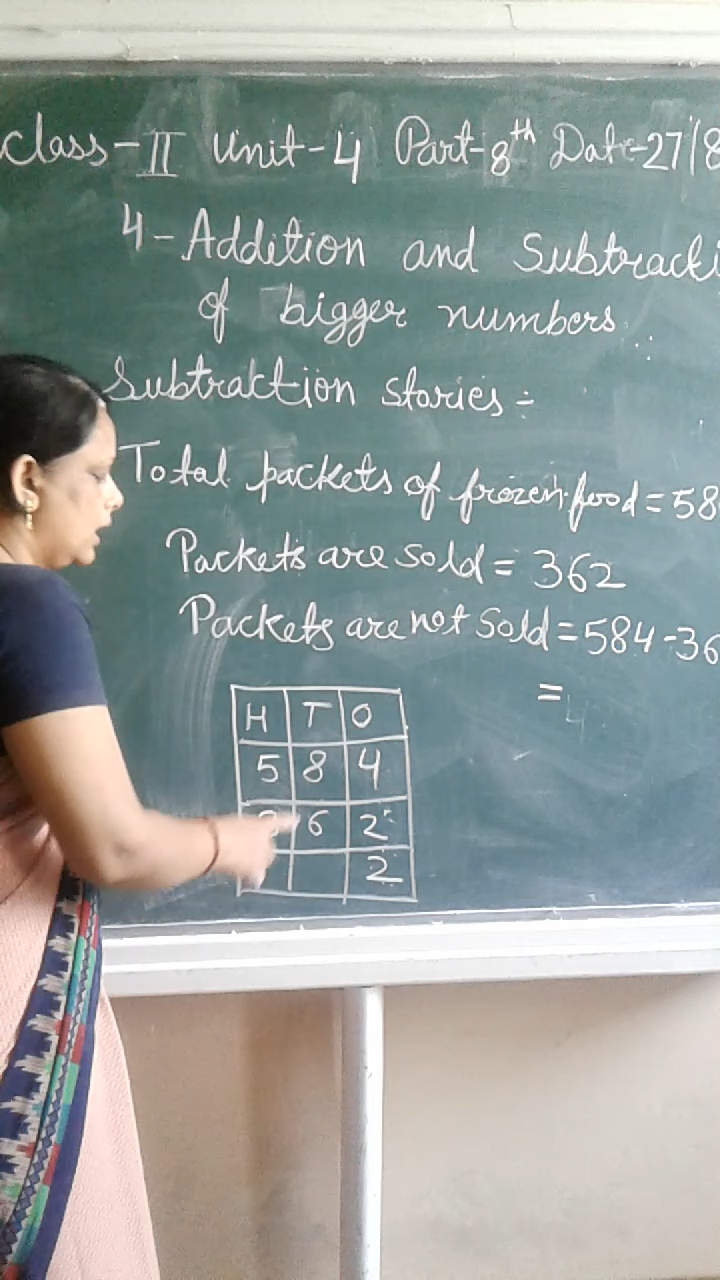 Class-II Unit-4 Part-8th Date-27/8
4-Addition and Subtracti
of bigger numbers
Subtraction stories:-
Total packets of frozen food = 58
Packets are sold = 362
Packets are not sold = 584-36
=
H T O
5 8 4
6 2
2